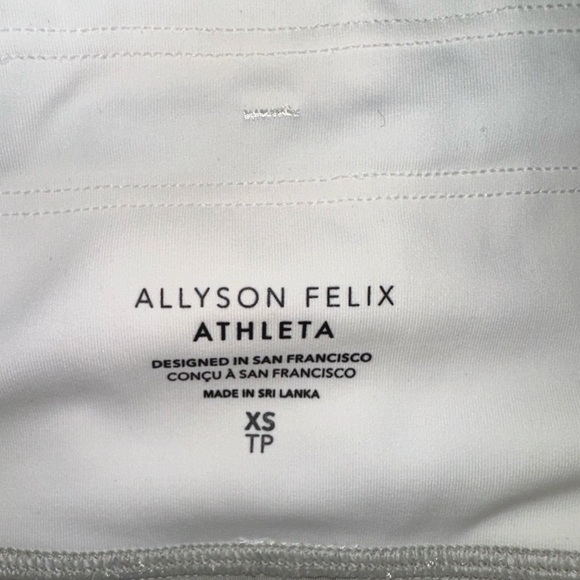 ALLYSON FELIX
ATHLETA
DESIGNED IN SAN FRANCISCO
CONÇU À SAN FRANCISCO
MADE IN SRI LANKA
XS
TP